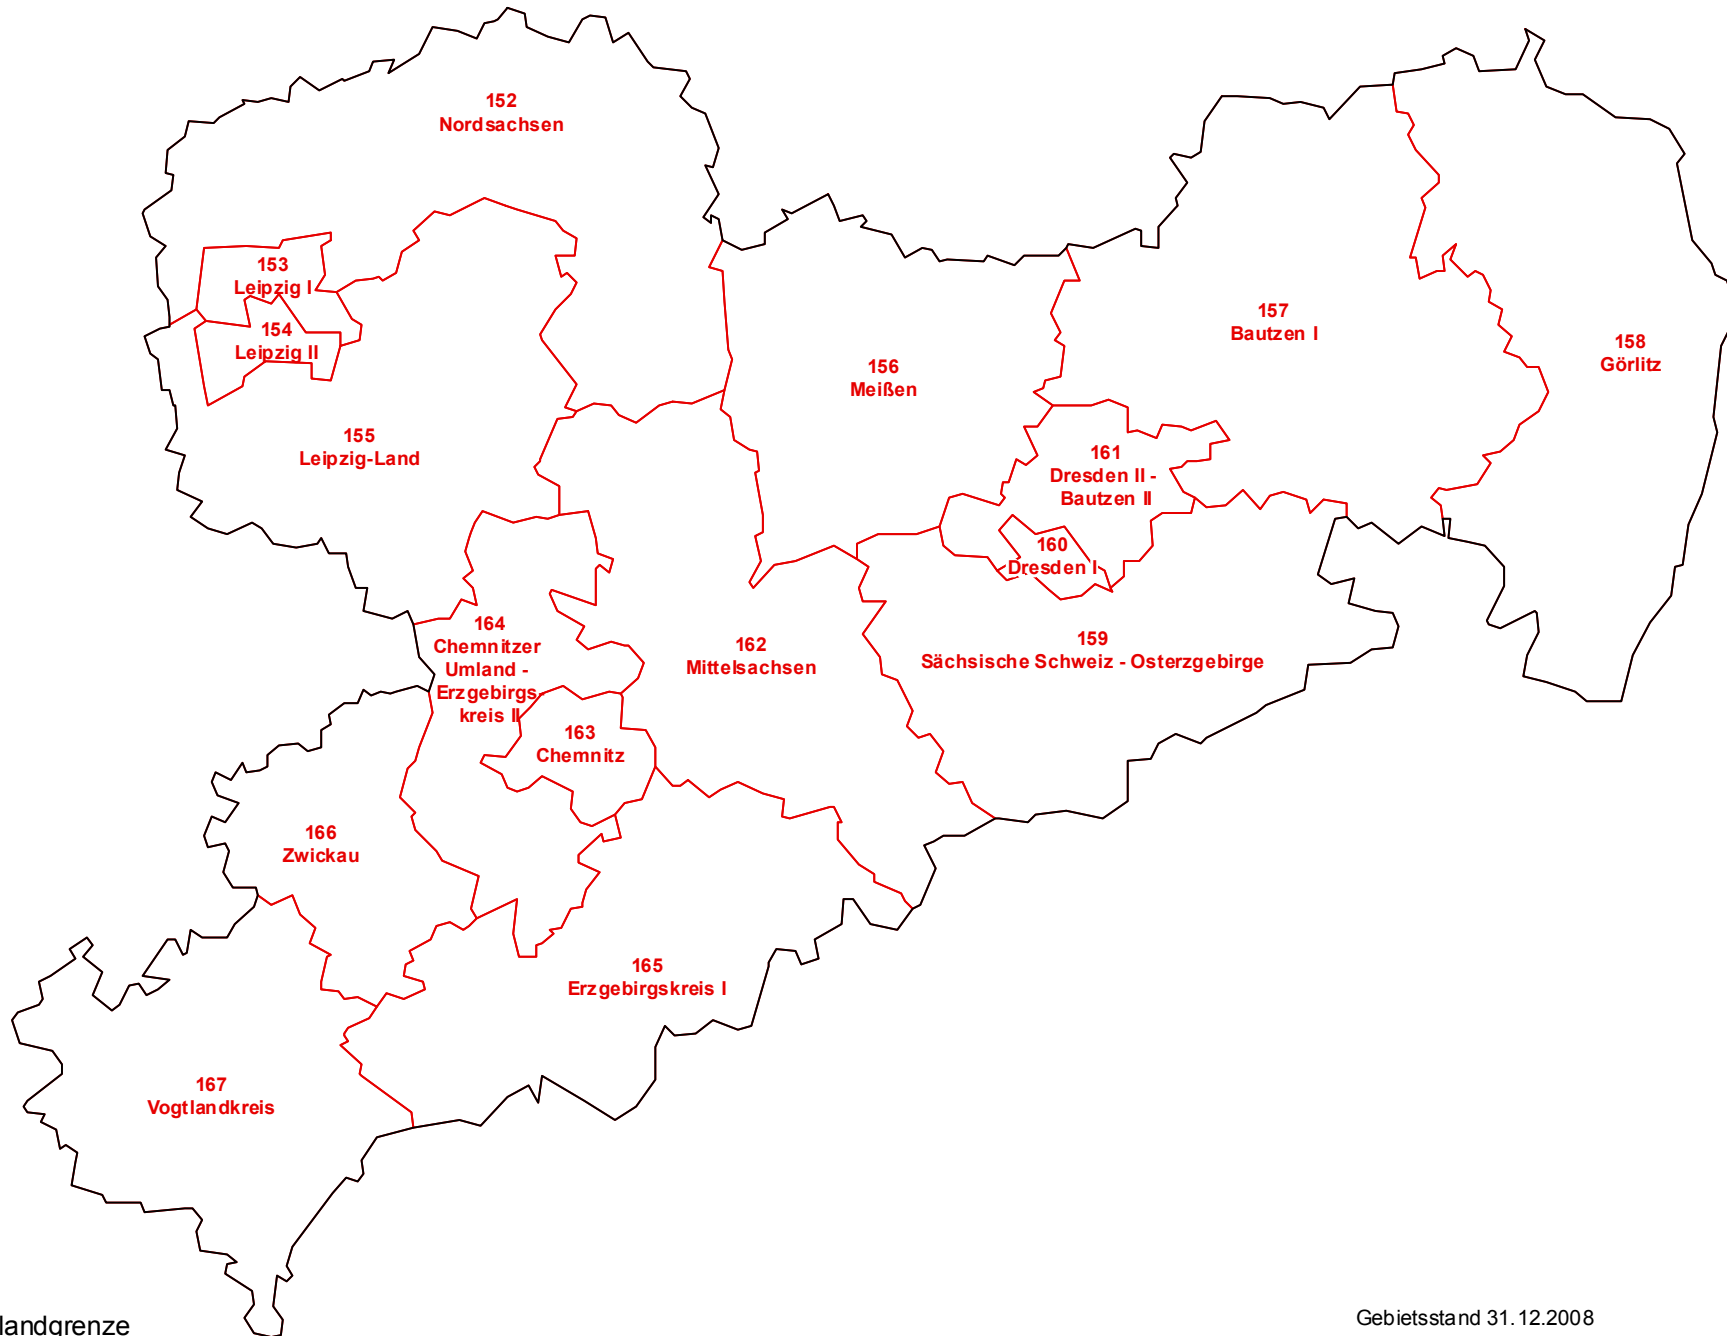 152
Nordsachsen
153
Leipzig I
154
Leipzig II
155
Leipzig-Land
156
Meißen
157
Bautzen I
158
Görlitz
161
Dresden II -
Bautzen II
160
Dresden I
159
Sächsische Schweiz - Osterzgebirge
162
Mittelsachsen
164
Chemnitzer
Umland -
Erzgebirgs-
kreis II
163
Chemnitz
166
Zwickau
165
Erzgebirgskreis I
167
Vogtlandkreis
landgrenze
Gebietsstand 31.12.2008